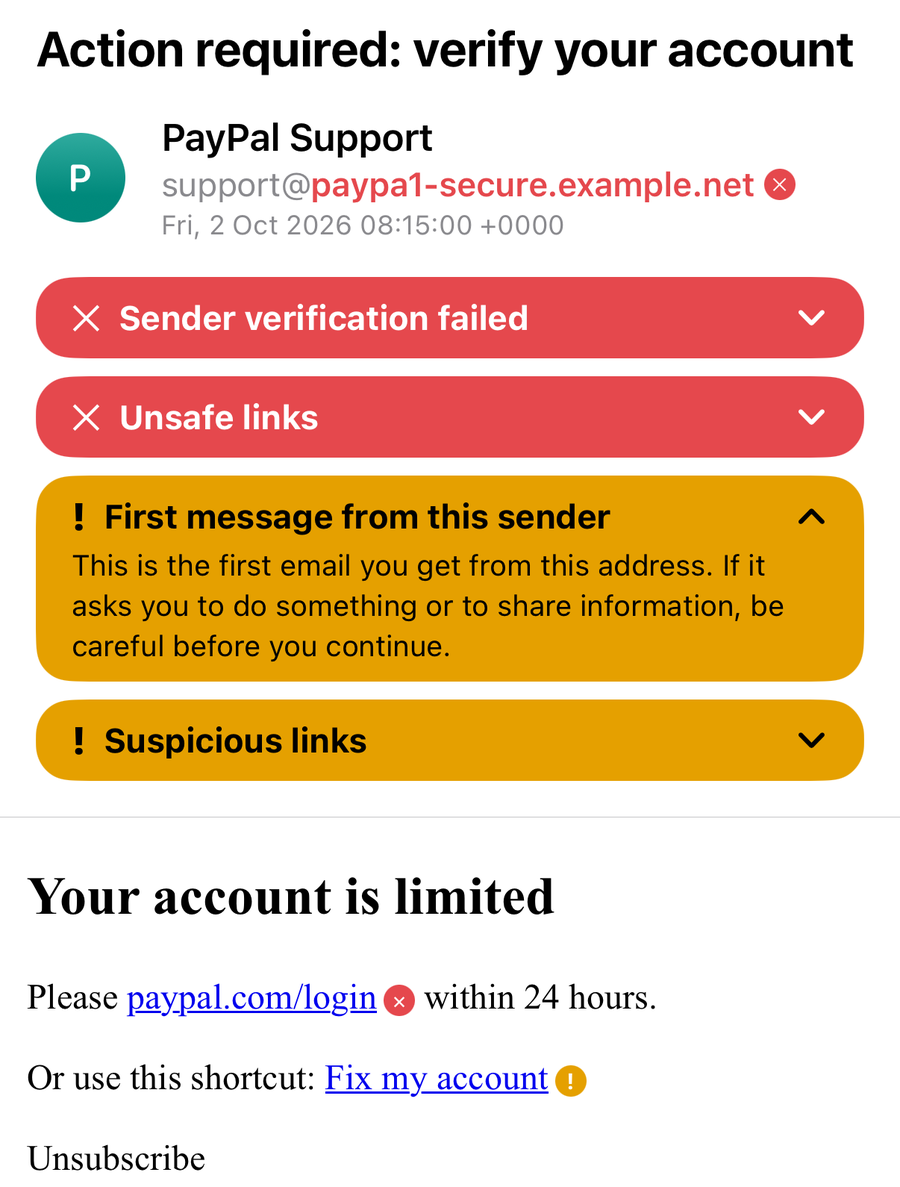 Action required: verify your account
P
PayPal Support
support@paypa1-secure.example.net
Fri, 2 Oct 2026 08:15:00 +0000
Sender verification failed
Unsafe links
! First message from this sender
This is the first email you get from this address. If it
asks you to do something or to share information, be
careful before you continue.
! Suspicious links
Your account is limited
Please paypal.com/login within 24 hours.
Or use this shortcut: Fix my account !
Unsubscribe